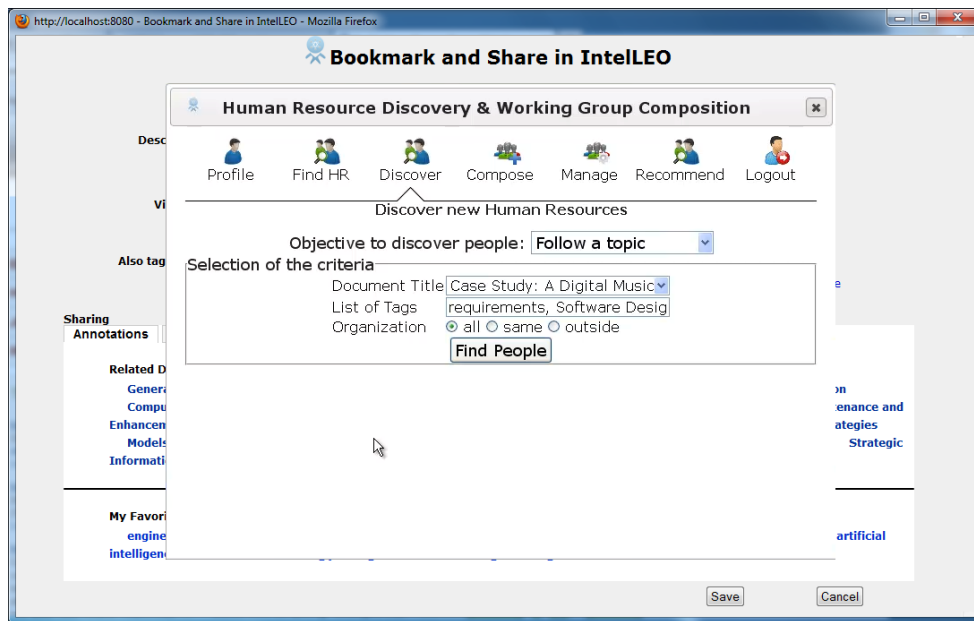 http://localhost:8080 - Bookmark and Share in IntelLEO - Mozilla Firefox
Bookmark and Share in IntelLEO
Human Resource Discovery & Working Group Composition
Profile Find HR Discover Compose Manage Recommend Logout
Discover new Human Resources
Objective to discover people: Follow a topic
Selection of the criteria
Document Title Case Study: A Digital Music
List of Tags requirements, Software Desig
Organization all same outside
Find People
Desc
Vi
Also tag
e
Sharing
Annotations
Related D
Genera on
Compu tenance and
Enhancen ategies
Models Strategic
Informati
My Favori
engine artificial
intelligen
Save Cancel